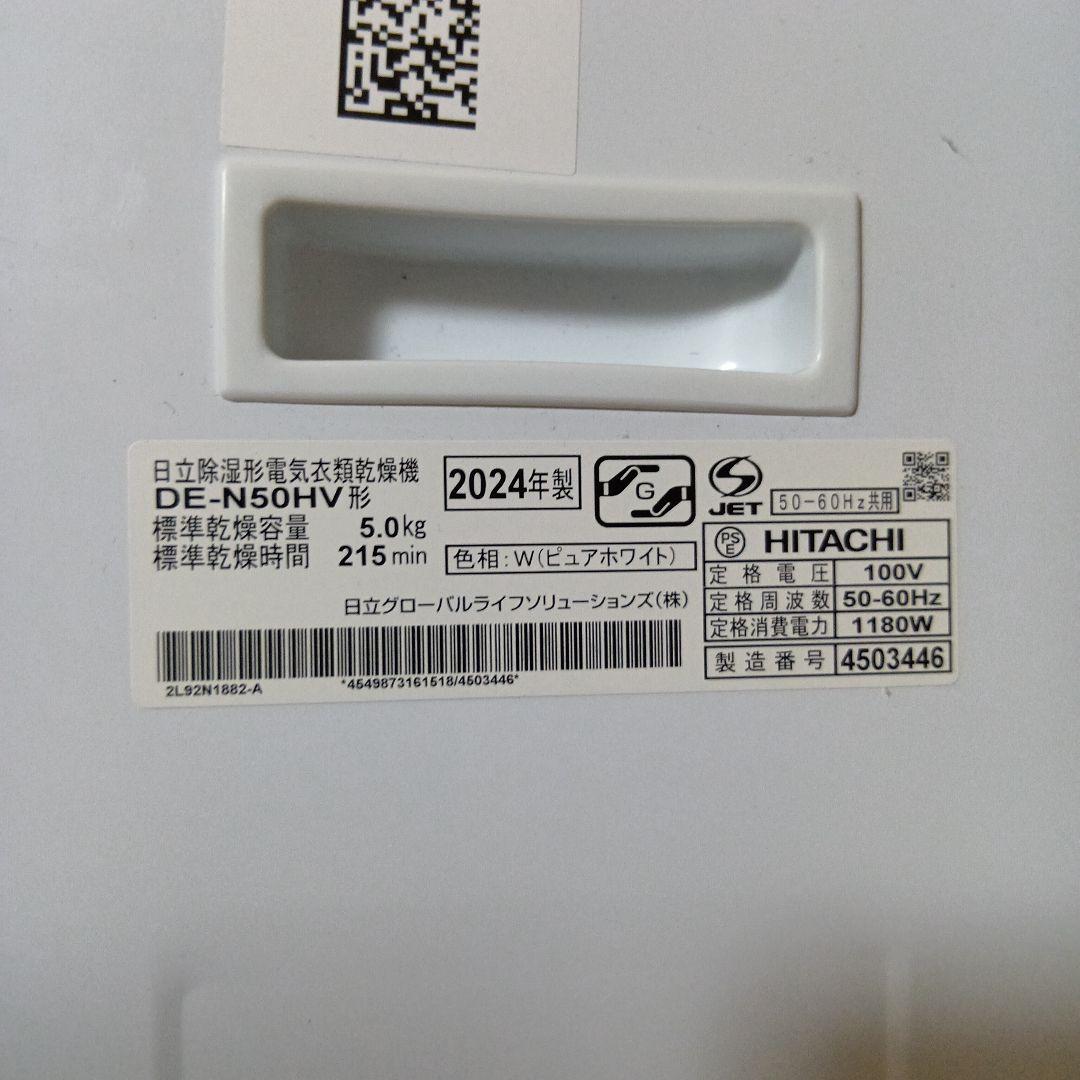 日立除湿形電気衣類乾燥機
DE-N50HV形
標準乾燥容量 5.0kg
標準乾燥時間 215min
2024年製
G
色相:W(ピュアホワイト)
日立グローバルライフソリューションズ(株)
2L92N1882-A
*4549873161518/4503446*
S
JET
50-60Hz共用
PS
E
HITACHI
定格電圧 100V
定格周波数 50-60Hz
定格消費電力 1180W
製造番号 4503446